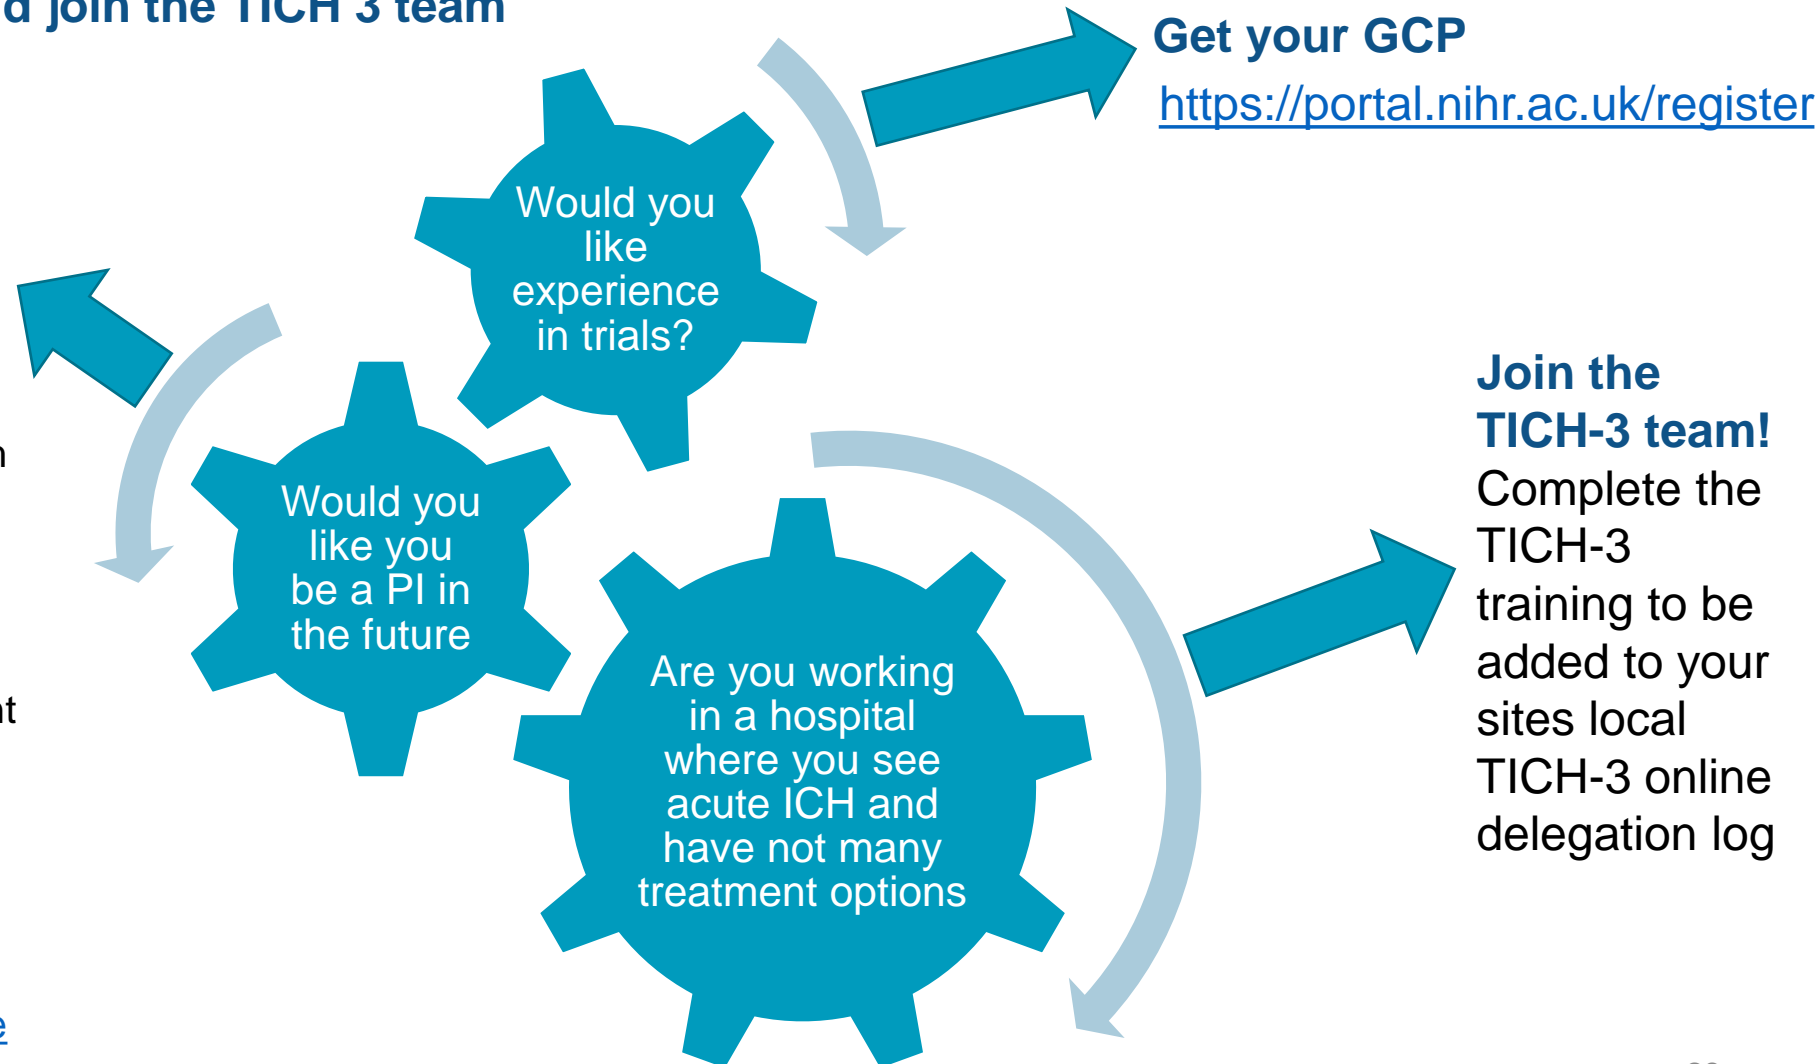 d join the TICH 3 team
Get your GCP
https://portal.nihr.ac.uk/register
Would you
like
experience
in trials?
Would you
like you
be a PI in
the future
Are you working
in a hospital
where you see
acute ICH and
have not many
treatment options
Join the
TICH-3 team!
Complete the
TICH-3
training to be
added to your
sites local
TICH-3 online
delegation log